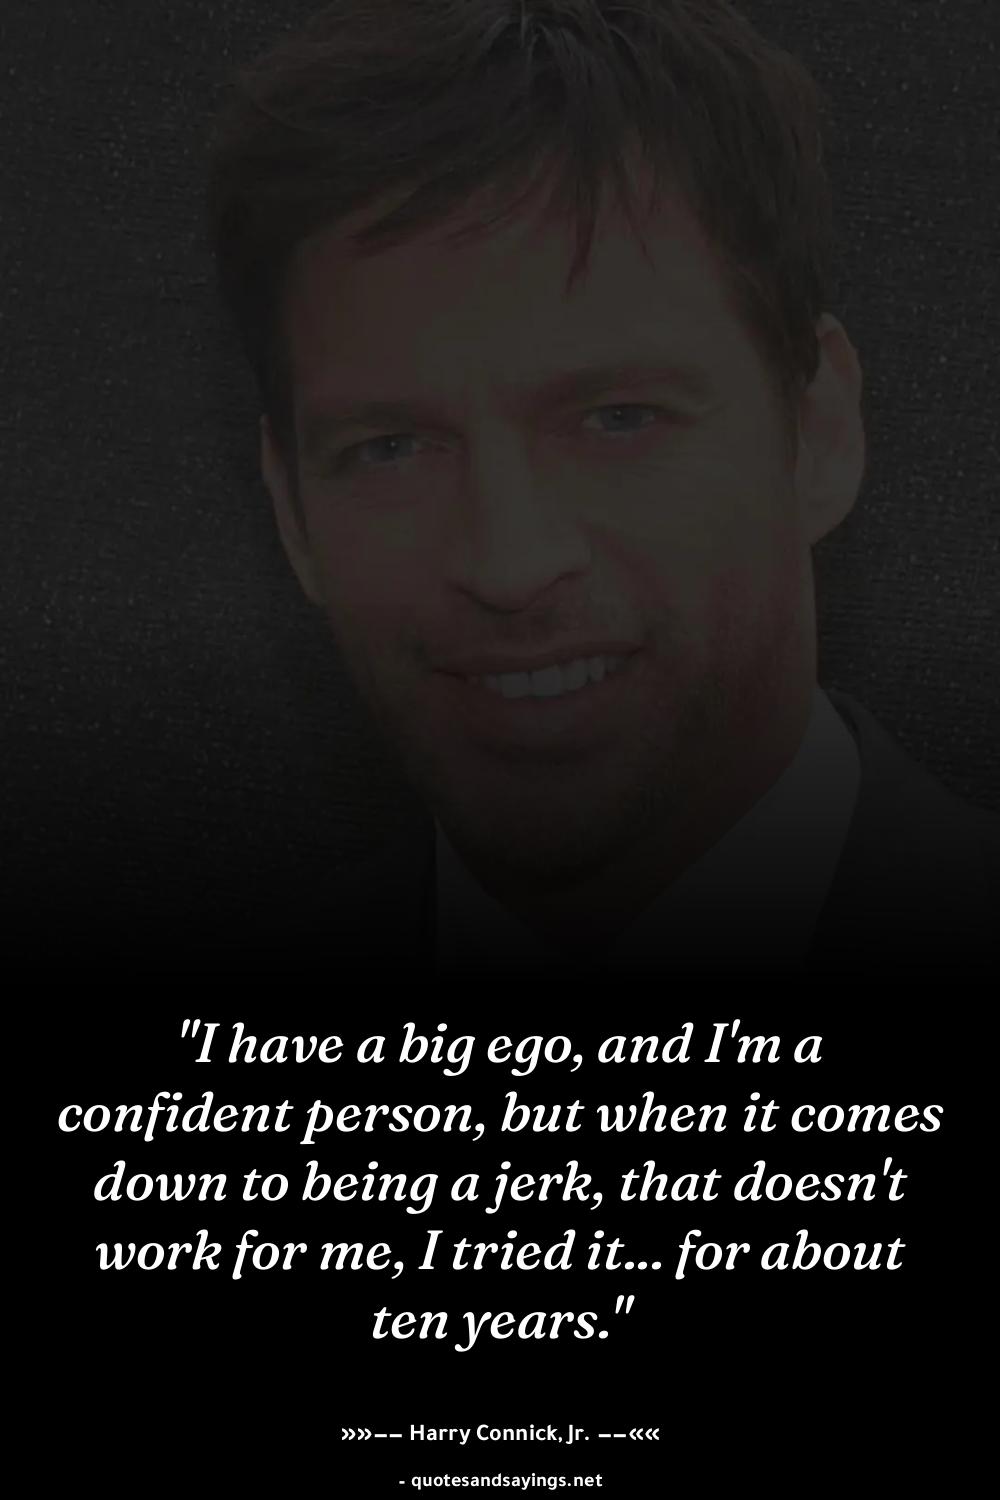 "I have a big ego, and I'm a
confident person, but when it comes
down to being a jerk, that doesn't
work for me, I tried it... for about
ten years."
»»−− Harry Connick, Jr. −−««
- quotesandsayings.net